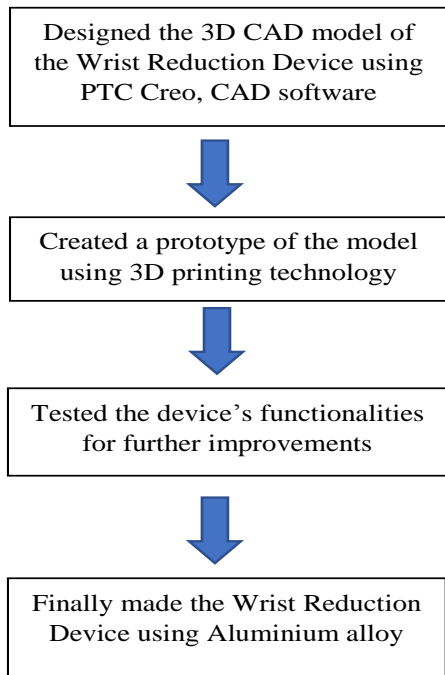 Designed the 3D CAD model of
the Wrist Reduction Device using
PTC Creo, CAD software
Created a prototype of the model
using 3D printing technology
Tested the device’s functionalities
for further improvements
Finally made the Wrist Reduction
Device using Aluminium alloy